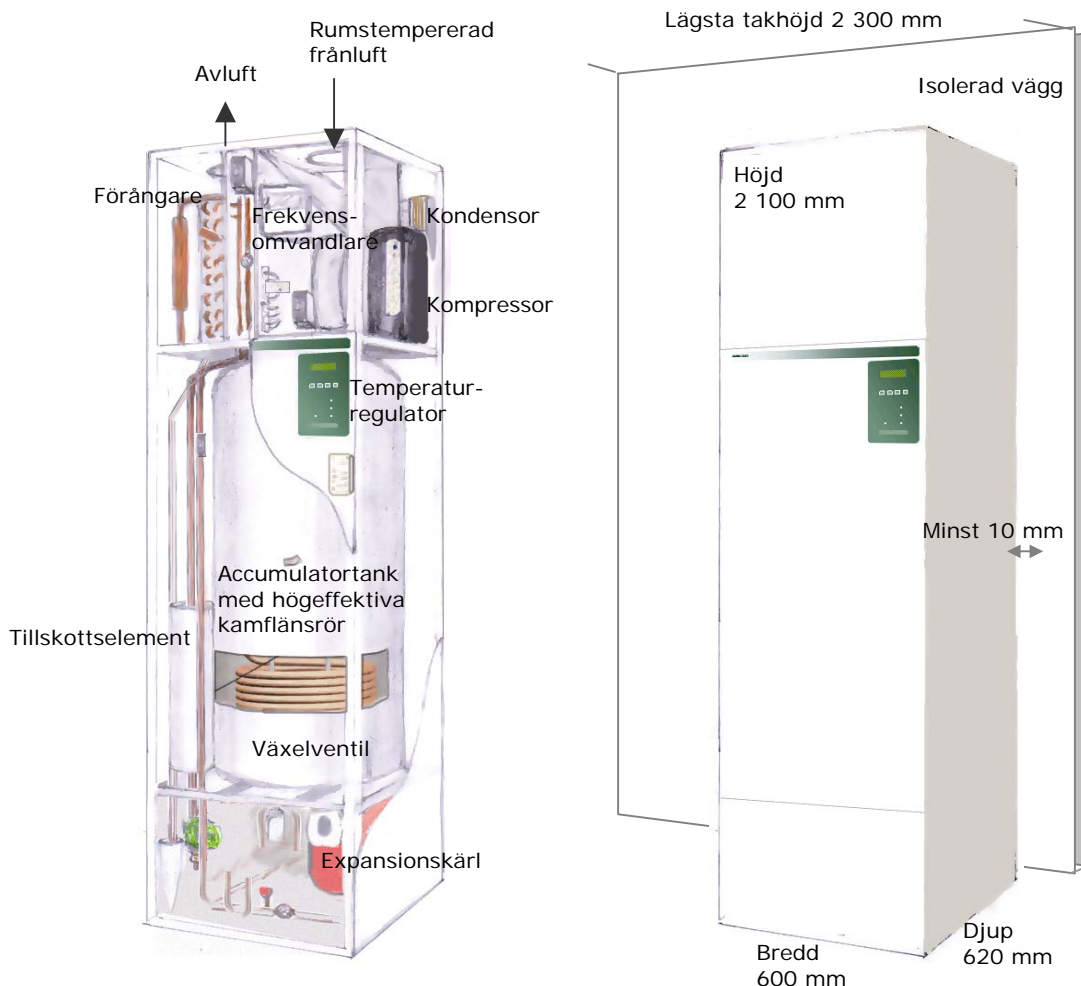 Rumstempererad
frånluft
Avluft
Förångare
Frekvens-
omvandlare
Kondensor
Kompressor
Temperatur-
regulator
Accumulatortank
med högeffektiva
kamflänsrör
Tillskottselement
Växelventil
Expansionskärl
Lägsta takhöjd 2 300 mm
Isolerad vägg
Höjd
2 100 mm
Minst 10 mm
Djup
620 mm
Bredd
600 mm